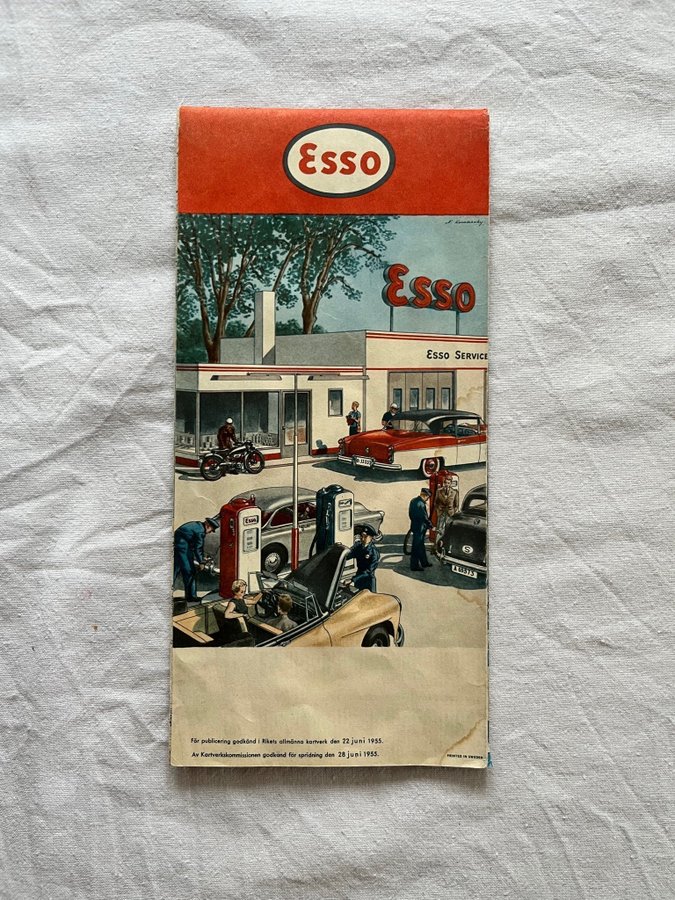 Esso
Esso
ESSO SERVICE
Esso
S
A 68573
För publicering godkänd i Rikets allmänna kartverk den 22 juni 1955.
Av Kartverkskommissionen godkänd för spridning den 28 juni 1955.
PRINTED IN SWEDEN